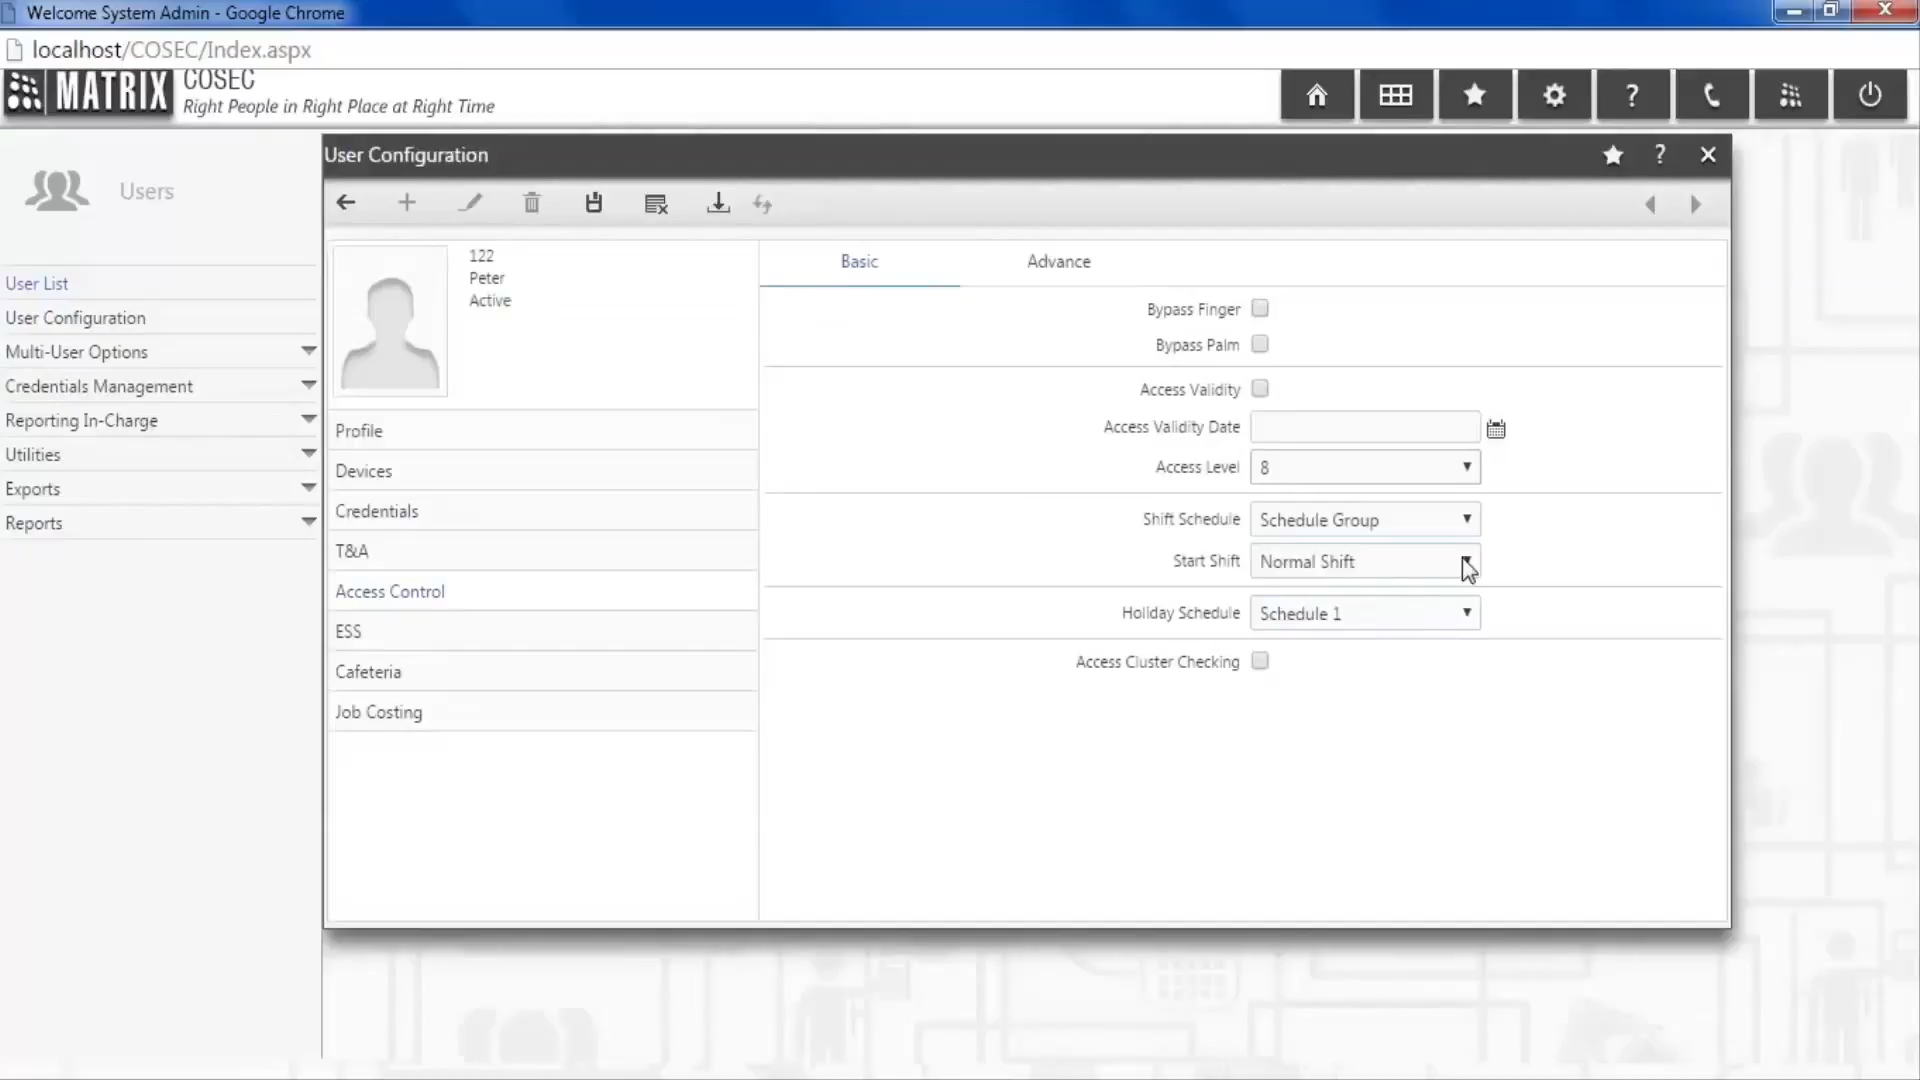 Welcome System Admin - Google Chrome
localhost/COSEC/Index.aspx
MATRIX
COSEC
Right People in Right Place at Right Time
?
User Configuration
?
Users
User List
User Configuration
Multi-User Options
Credentials Management
Reporting In-Charge
Utilities
Exports
Reports
122
Peter
Active
Profile
Devices
Credentials
T&A
Access Control
ESS
Cafeteria
Job Costing
Basic
Advance
Bypass Finger
Bypass Palm
Access Validity
Access Validity Date
Access Level 8
Shift Schedule Schedule Group
Start Shift Normal Shift
Holiday Schedule Schedule 1
Access Cluster Checking